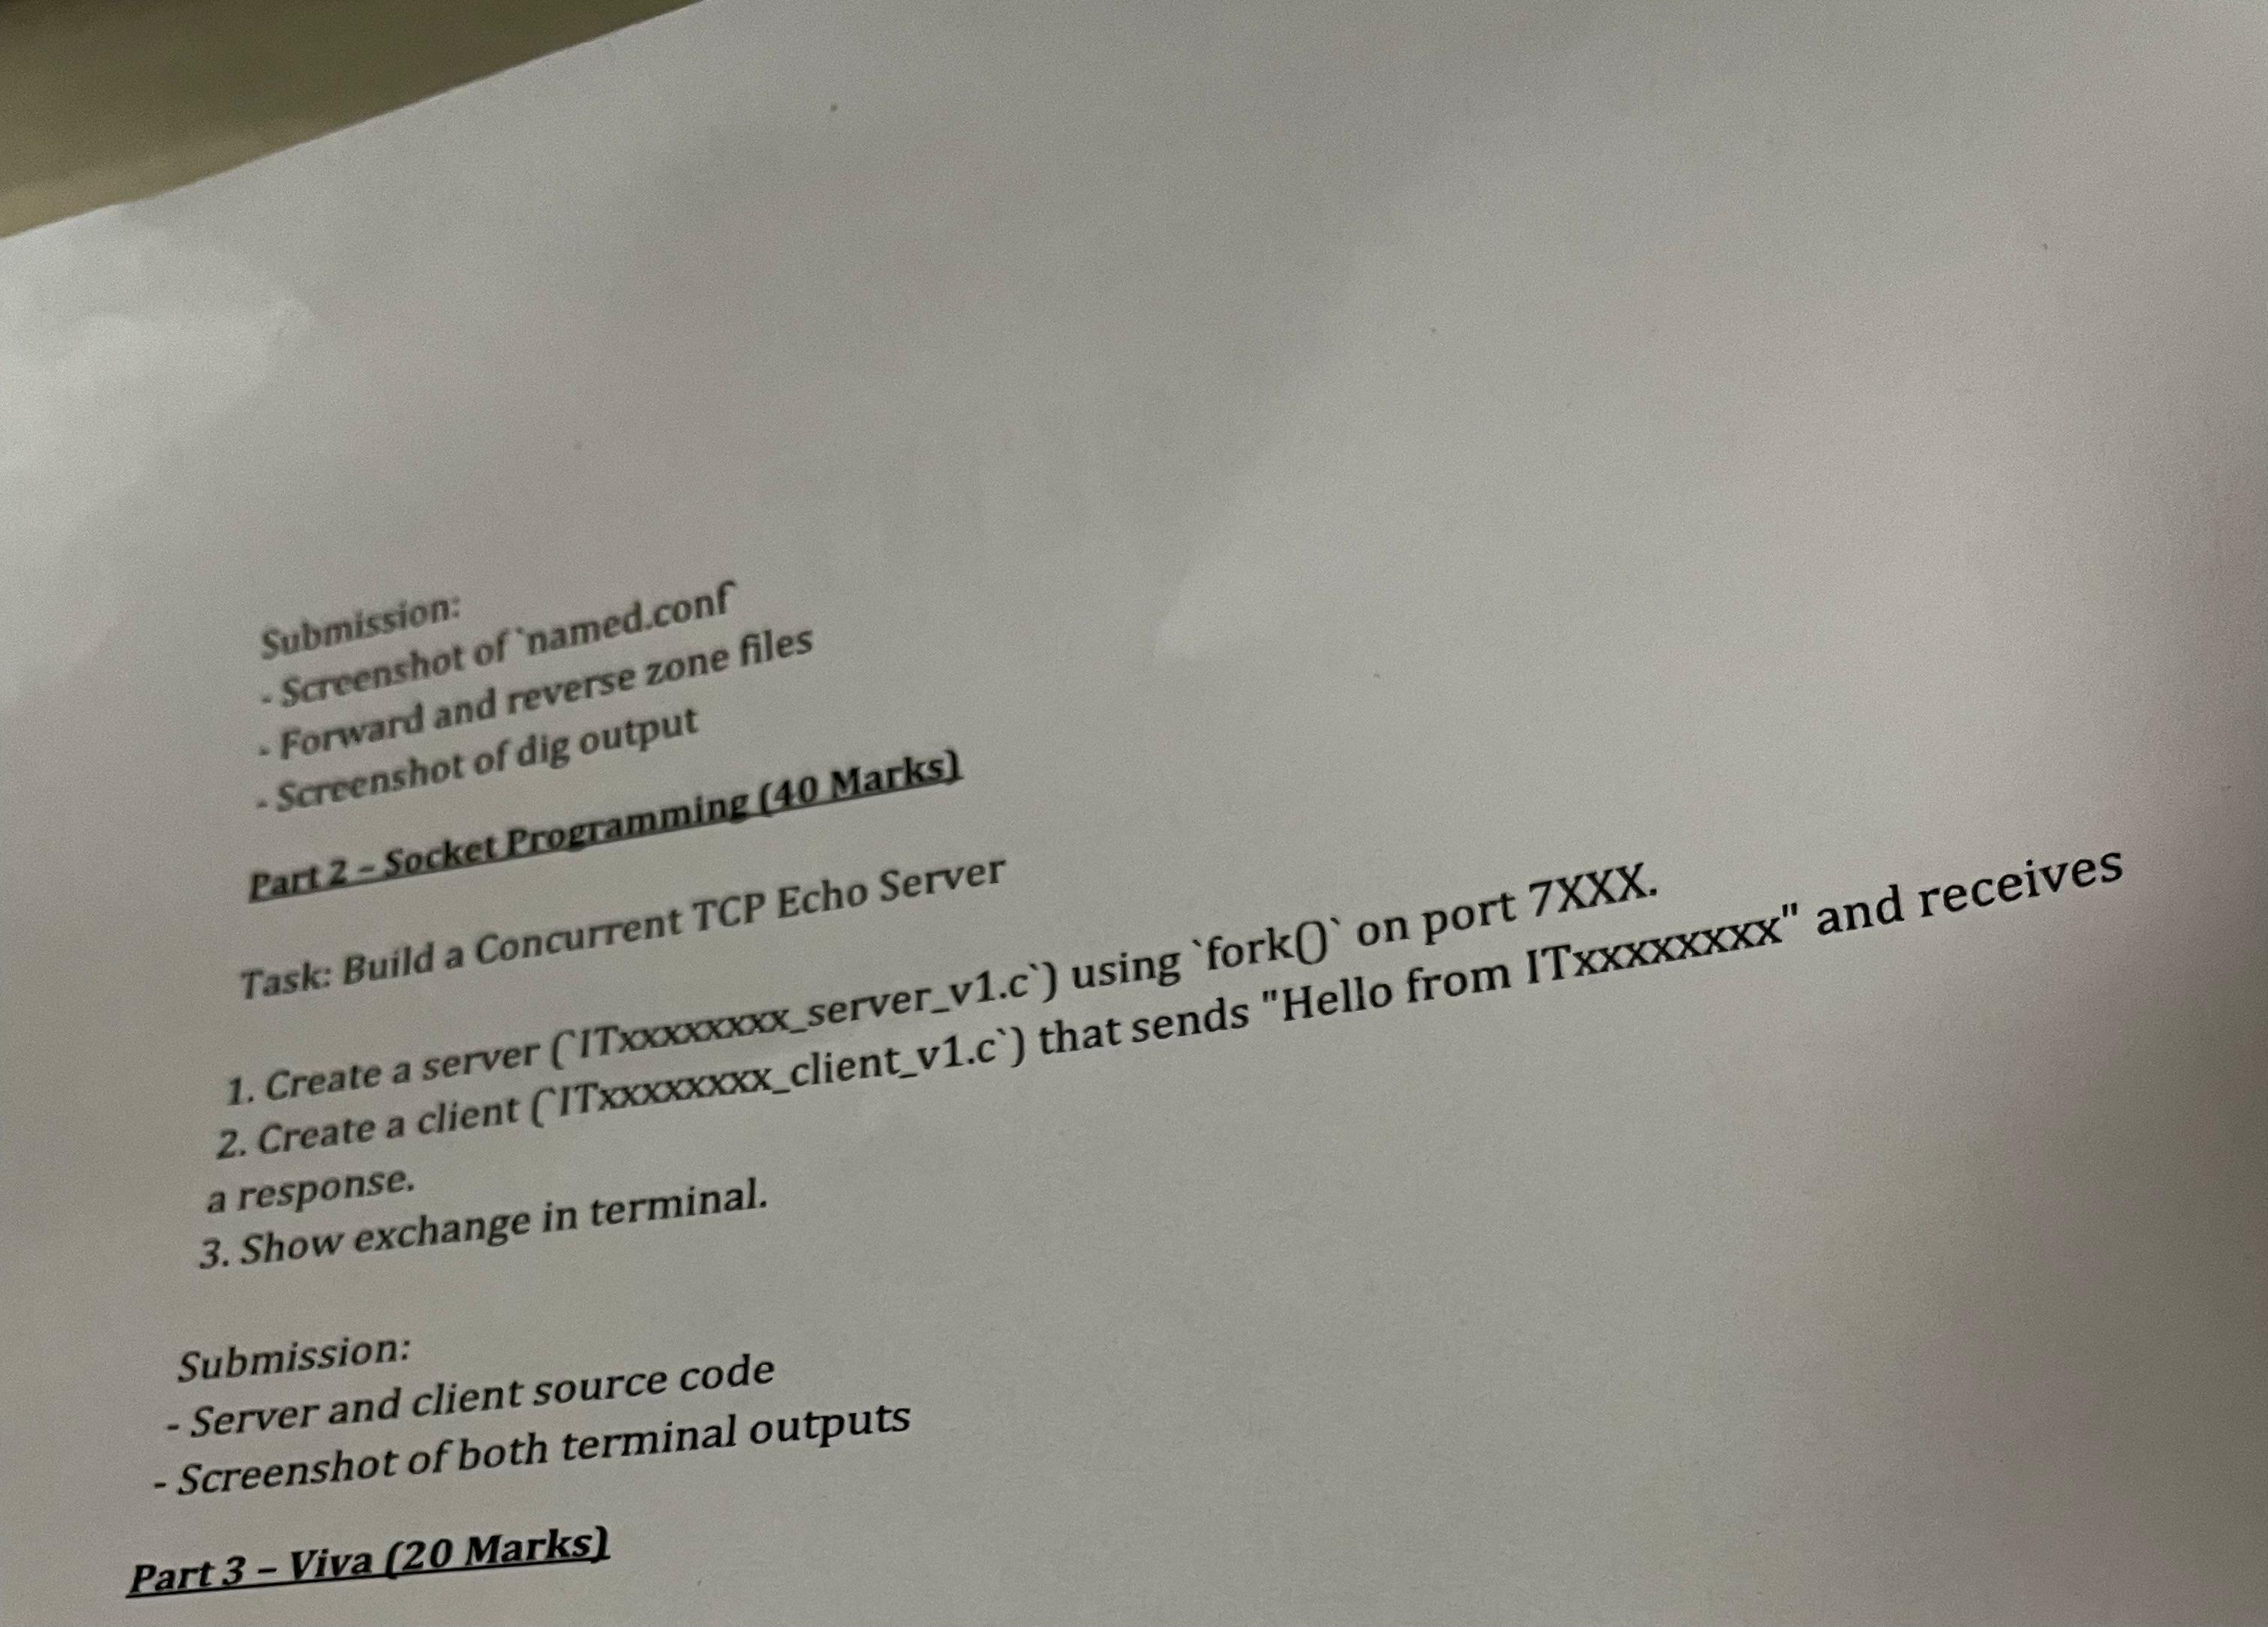 Submission:
- Screenshot of `named.conf`
- Forward and reverse zone files
- Screenshot of dig output
Part 2 – Socket Programming (40 Marks)
Task: Build a Concurrent TCP Echo Server
1. Create a server (`ITxxxxxxxx_server_v1.c`) using `fork()` on port 7XXX.
2. Create a client (`ITxxxxxxxx_client_v1.c`) that sends "Hello from ITxxxxxxxx" and receives
a response.
3. Show exchange in terminal.
Submission:
- Server and client source code
- Screenshot of both terminal outputs
Part 3 – Viva (20 Marks)